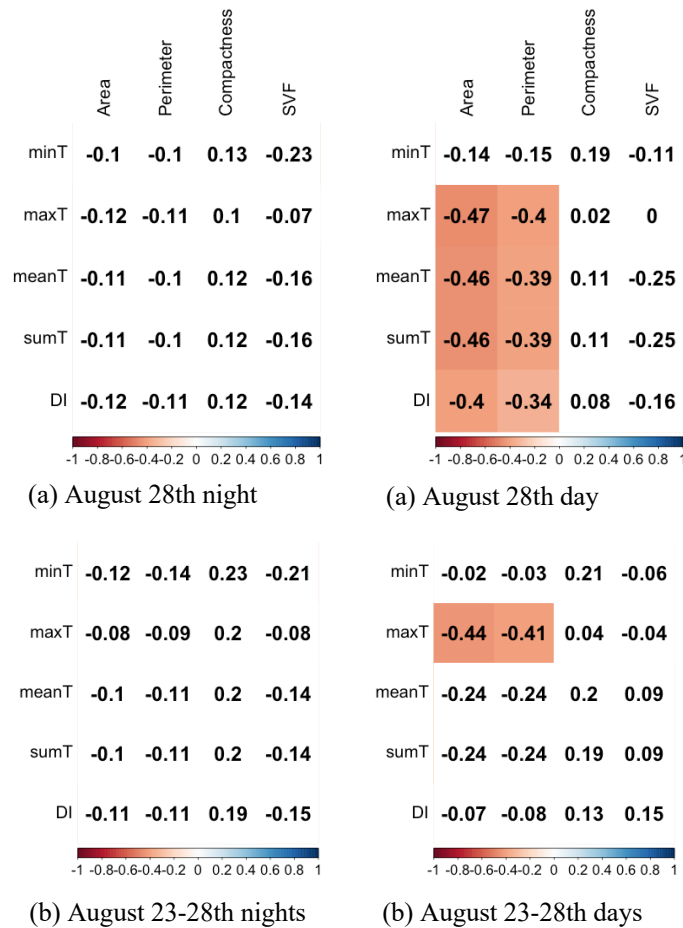 Area Perimeter Compactness SVF Area Perimeter Compactness SVF
minT -0.1 -0.1 0.13 -0.23 minT -0.14 -0.15 0.19 -0.11
maxT -0.12 -0.11 0.1 -0.07 maxT -0.47 -0.4 0.02 0
meanT -0.11 -0.1 0.12 -0.16 meanT -0.46 -0.39 0.11 -0.25
sumT -0.11 -0.1 0.12 -0.16 sumT -0.46 -0.39 0.11 -0.25
DI -0.12 -0.11 0.12 -0.14 DI -0.4 -0.34 0.08 -0.16
-1 -0.8 -0.6 -0.4 -0.2 0 0.2 0.4 0.6 0.8 1 -1 -0.8 -0.6 -0.4 -0.2 0 0.2 0.4 0.6 0.8 1
(a) August 28th night (a) August 28th day
minT -0.12 -0.14 0.23 -0.21 minT -0.02 -0.03 0.21 -0.06
maxT -0.08 -0.09 0.2 -0.08 maxT -0.44 -0.41 0.04 -0.04
meanT -0.1 -0.11 0.2 -0.14 meanT -0.24 -0.24 0.2 0.09
sumT -0.1 -0.11 0.2 -0.14 sumT -0.24 -0.24 0.19 0.09
DI -0.11 -0.11 0.19 -0.15 DI -0.07 -0.08 0.13 0.15
-1 -0.8 -0.6 -0.4 -0.2 0 0.2 0.4 0.6 0.8 1 -1 -0.8 -0.6 -0.4 -0.2 0 0.2 0.4 0.6 0.8 1
(b) August 23-28th nights (b) August 23-28th days